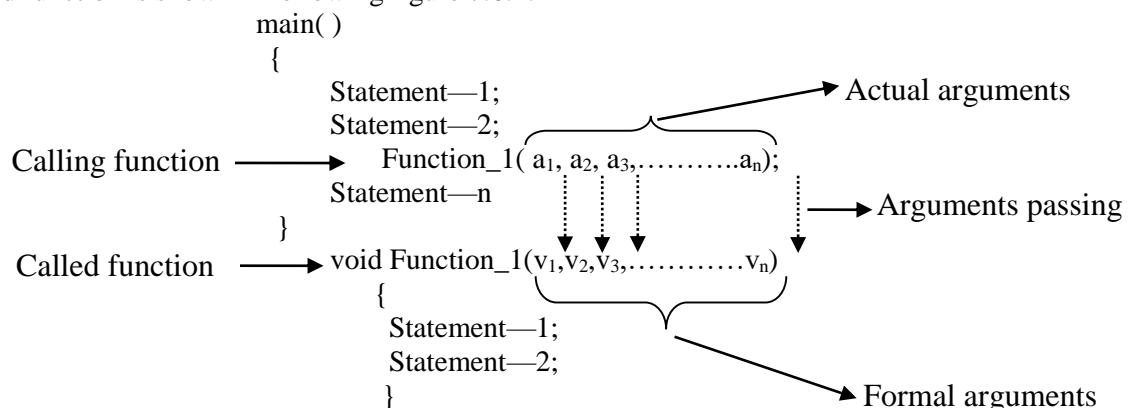 main( )
{
Statement—1;
Actual arguments
Statement—2;
Calling function
Function_1( a₁, a₂, a₃,………..aₙ);
Statement—n
Arguments passing
}
Called function
void Function_1(v₁,v₂,v₃,…………vₙ)
{
Statement—1;
Statement—2;
}
Formal arguments